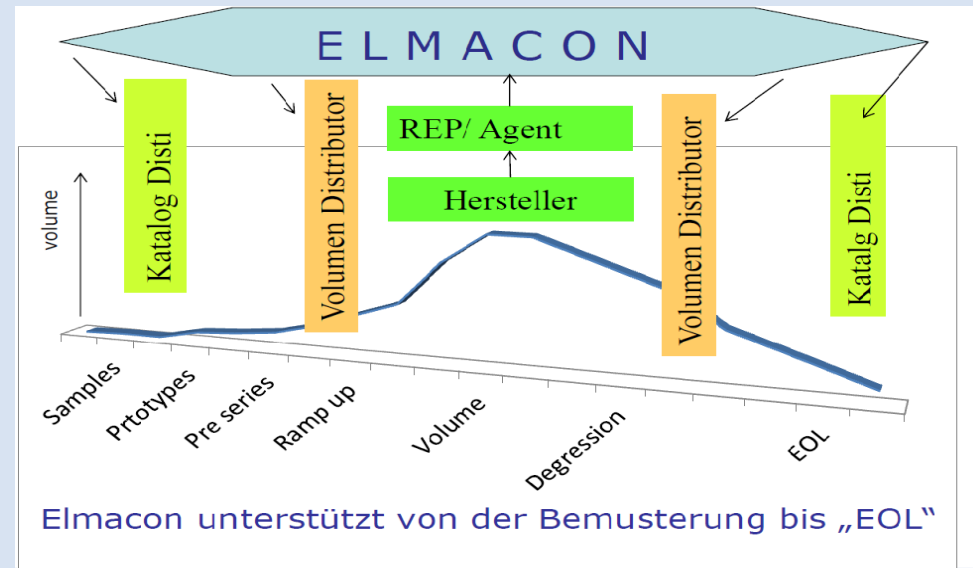 E L M A C O N
Katalog Disti
Volumen Distributor
REP/ Agent
Hersteller
Volumen Distributor
Katalg Disti
volume
Samples
Prtotypes
Pre series
Ramp up
Volume
Degression
EOL
Elmacon unterstützt von der Bemusterung bis „EOL“